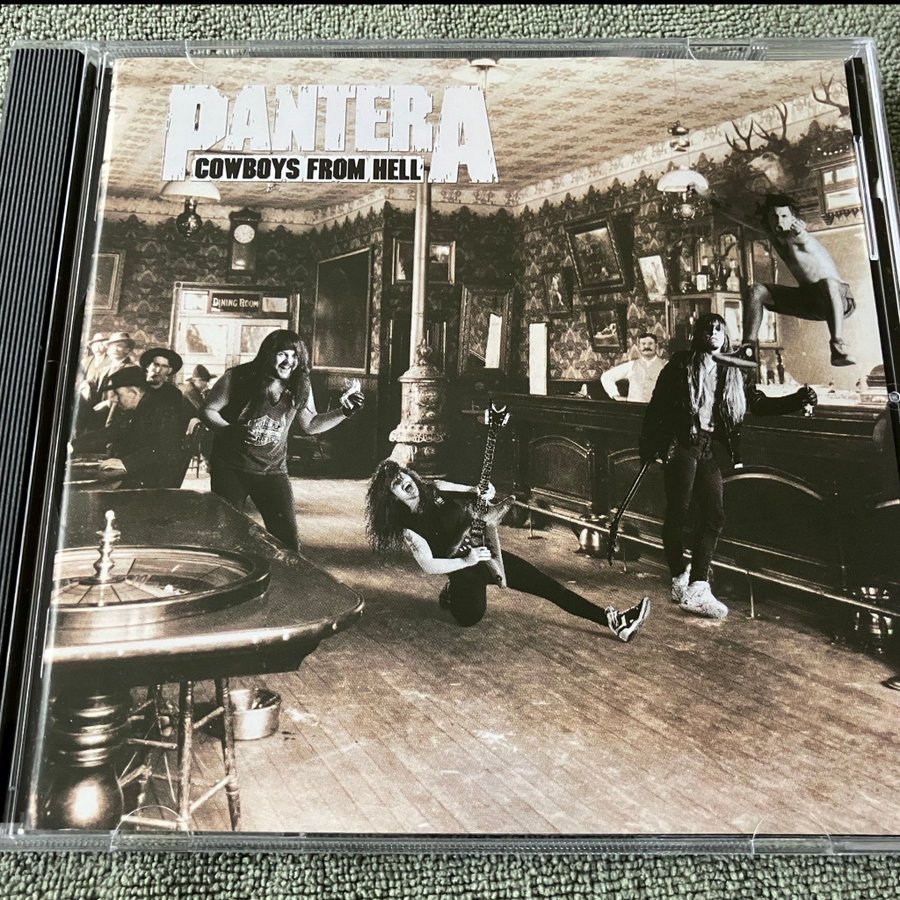 PANTERA
COWBOYS FROM HELL
DINING ROOM